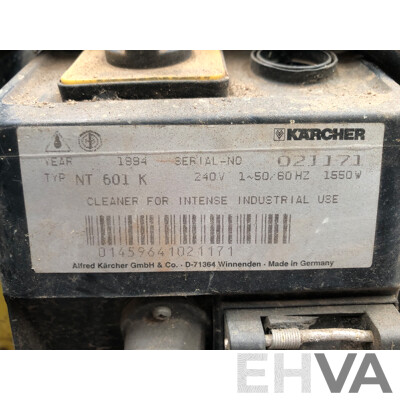 KÄRCHER
YEAR 1994 SERIAL-NO 021171
TYP NT 601 K 240V 1~50/60HZ 1550W
CLEANER FOR INTENSE INDUSTRIAL USE
01459641021171
Alfred Kärcher GmbH & Co. - D-71364 Winnenden - Made in Germany
EHVA